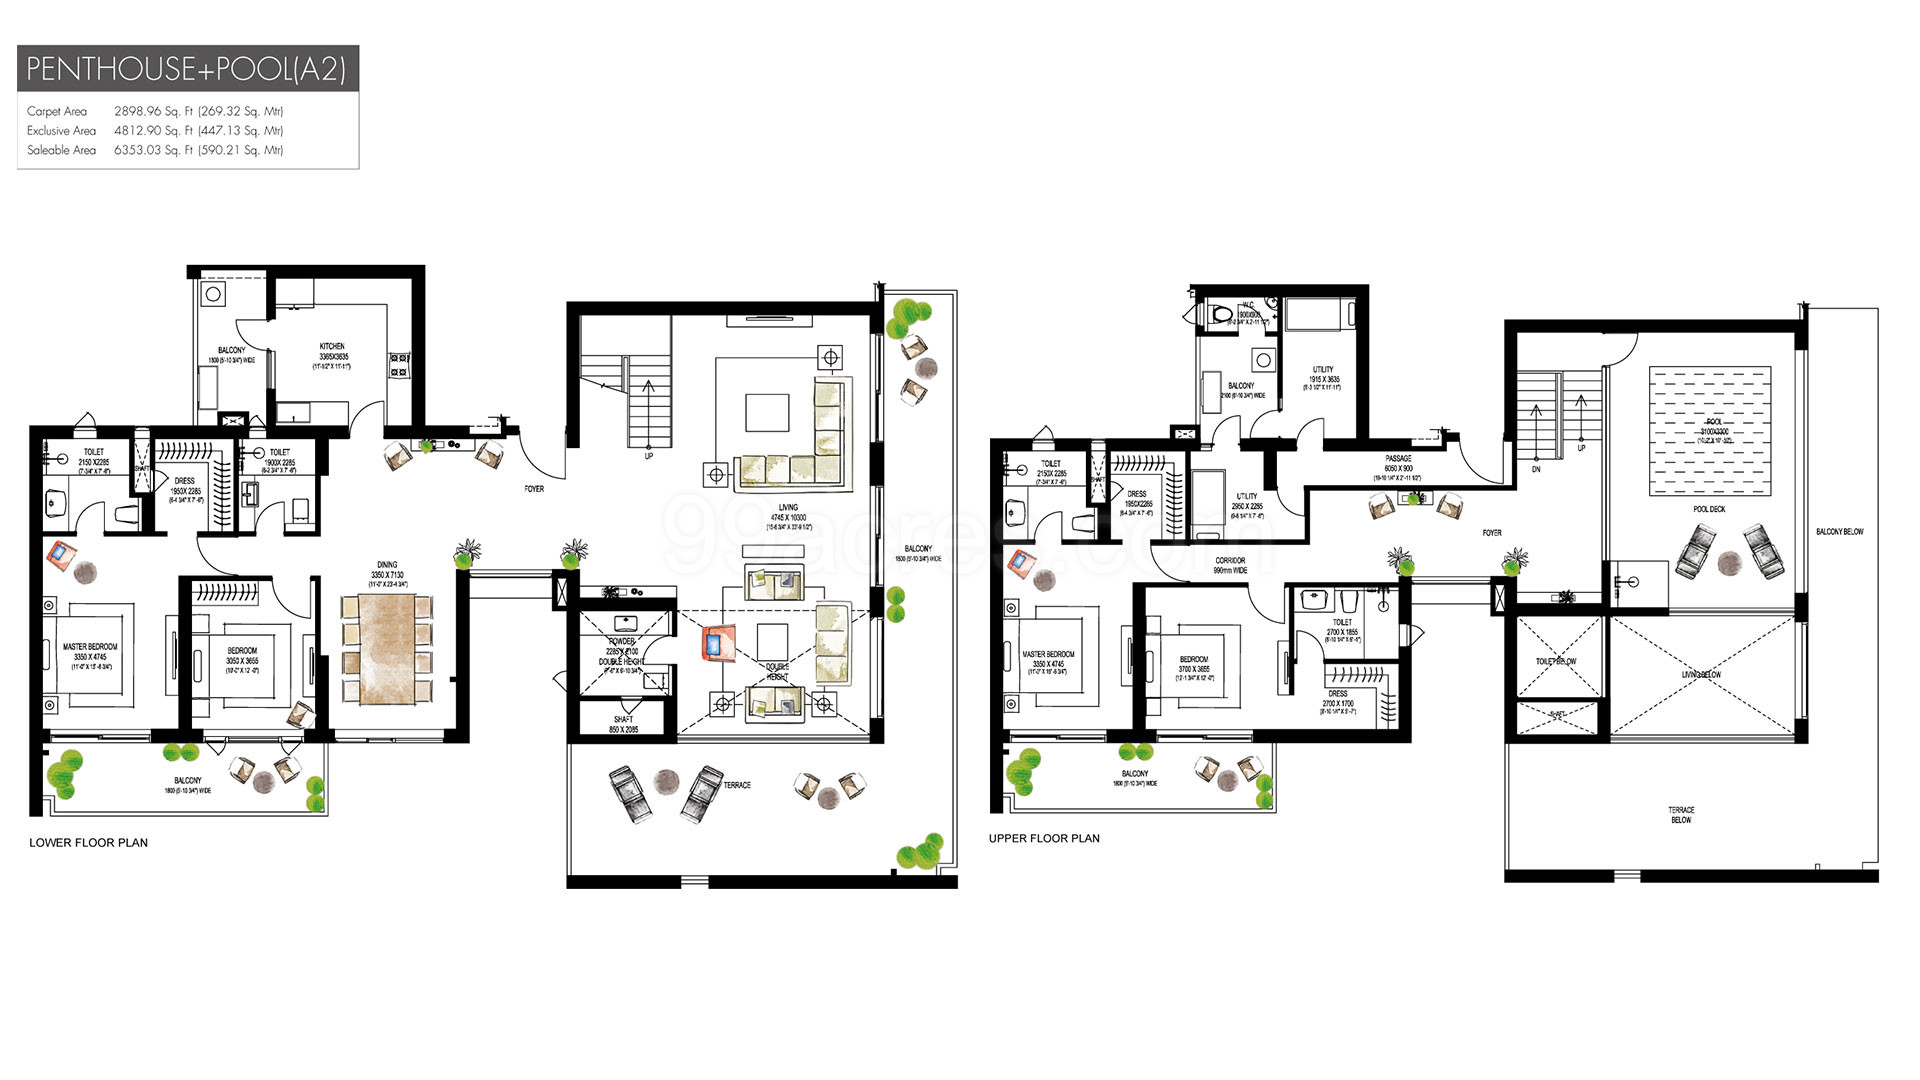 PENTHOUSE+POOL(A2)
Carpet Area 2898.96 Sq. Ft (269.32 Sq. Mtr)
Exclusive Area 4812.90 Sq. Ft (447.13 Sq. Mtr)
Saleable Area 6353.03 Sq. Ft (590.21 Sq. Mtr)
BALCONY
1800 (5'-10 3/4") WIDE
KITCHEN
3365X3635
(11'-1/2" X 11'-11")
TOILET
2150 X2285
(7'-3/4" X 7'-6")
SHAFT
DRESS
1950X 2285
(6-4 3/4" X 7'-6")
TOILET
1900X 2285
(6-2 3/4" X 7'-6")
FOYER
UP
LIVING
4745 X 10300
(15-6 3/4" X 33'-9 1/2")
BALCONY
1800 (5'-10 3/4") WIDE
DINING
3350 X 7130
(11'-0" X 23'-4 3/4")
MASTER BEDROOM
3350 X 4745
(11'-0" X 15'-6 3/4")
BEDROOM
3050 X 3655
(10'-0" X 12'-0")
POWDER
2285 X 2100
DOUBLE HEIGHT
(7'-6" X 6'-10 3/4")
DOUBLE
HEIGHT
SHAFT
850 X 2085
BALCONY
1800 (5'-10 3/4") WIDE
TERRACE
LOWER FLOOR PLAN
W.C.
1900X900
(6'-2 3/4" X 2'-11 1/2")
BALCONY
2100 (6'-10 3/4") WIDE
UTILITY
1915 X 3635
(6'-3 1/2" X 11'-11")
TOILET
2150X 2285
(7'-3/4" X 7'-6")
SHAFT
DRESS
1950X2285
(6-4 3/4" X 7'-6")
UTILITY
2950 X 2285
PASSAGE
6050 X 900
(19-10 1/4" X 2'-11 1/2")
DN
UP
POOL
3100X3300
POOL DECK
FOYER
BALCONY BELOW
CORRIDOR
990mm WIDE
MASTER BEDROOM
3350 X 4745
(11'-0" X 15'-6 3/4")
BEDROOM
3700 X 3655
(12'-1 3/4" X 12'-0")
TOILET
2700 X 1855
(8'-10 1/4" X 6'-1")
DRESS
2700 X 1700
(8'-10 1/4" X 5'-7")
TOILET BELOW
LIVING BELOW
SHAFT
BALCONY
1800 (5'-10 3/4") WIDE
TERRACE
BELOW
UPPER FLOOR PLAN
99acres.com